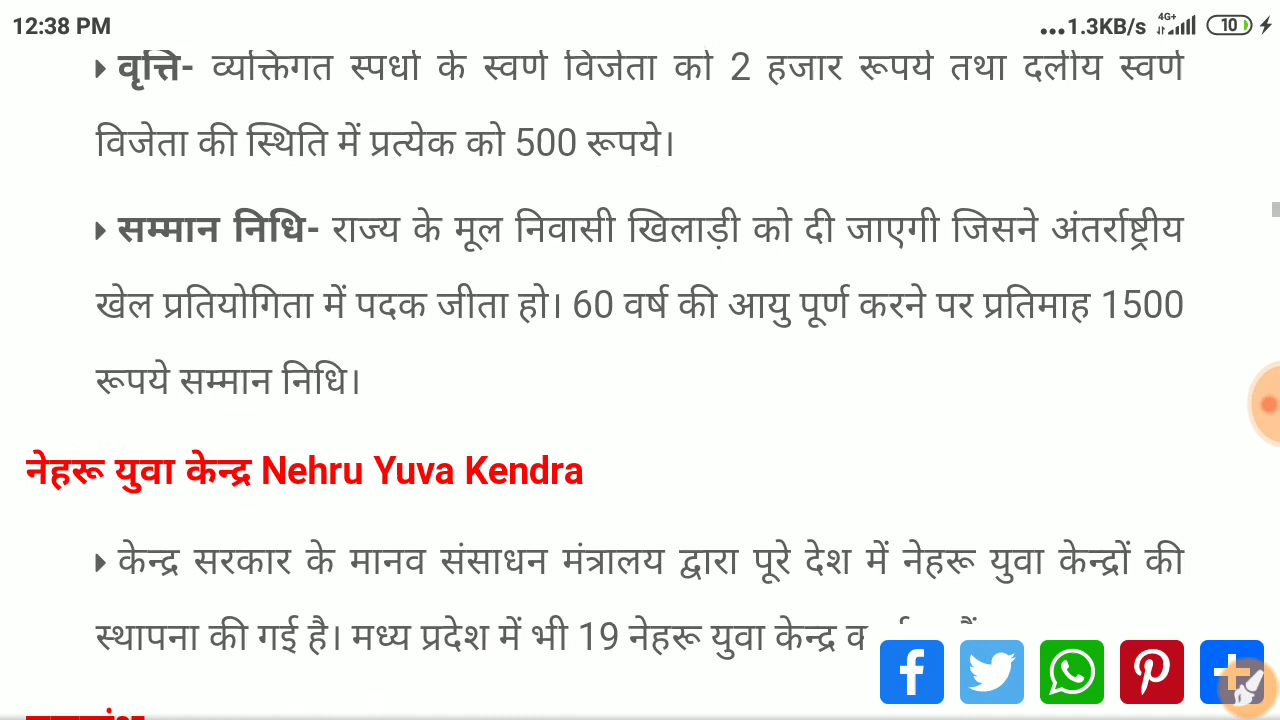 12:38 PM ...1.3KB/s 4G+ 10
वृत्ति- व्यक्तिगत स्पर्धा के स्वर्ण विजेता को 2 हजार रूपये तथा दलीय स्वर्ण
विजेता की स्थिति में प्रत्येक को 500 रूपये।
सम्मान निधि- राज्य के मूल निवासी खिलाड़ी को दी जाएगी जिसने अंतर्राष्ट्रीय
खेल प्रतियोगिता में पदक जीता हो। 60 वर्ष की आयु पूर्ण करने पर प्रतिमाह 1500
रूपये सम्मान निधि।
नेहरू युवा केन्द्र Nehru Yuva Kendra
केन्द्र सरकार के मानव संसाधन मंत्रालय द्वारा पूरे देश में नेहरू युवा केन्द्रों की
स्थापना की गई है। मध्य प्रदेश में भी 19 नेहरू युवा केन्द्र